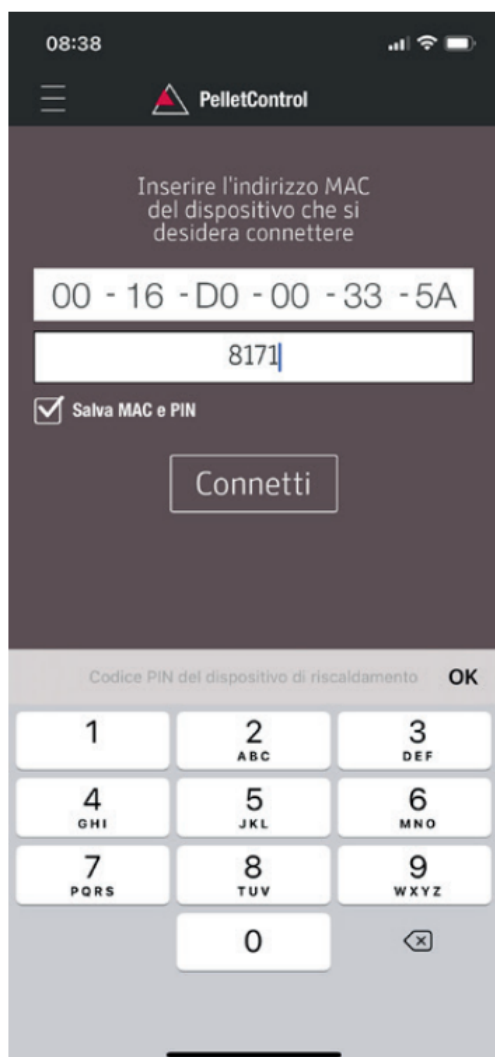 08:38
PelletControl
Inserire l'indirizzo MAC
del dispositivo che si
desidera connettere
00 - 16 - D0 - 00 - 33 - 5A
8171
Salva MAC e PIN
Connetti
Codice PIN del dispositivo di riscaldamento OK
1 2 3
ABC DEF
4 5 6
GHI JKL MNO
7 8 9
PQRS TUV WXYZ
0